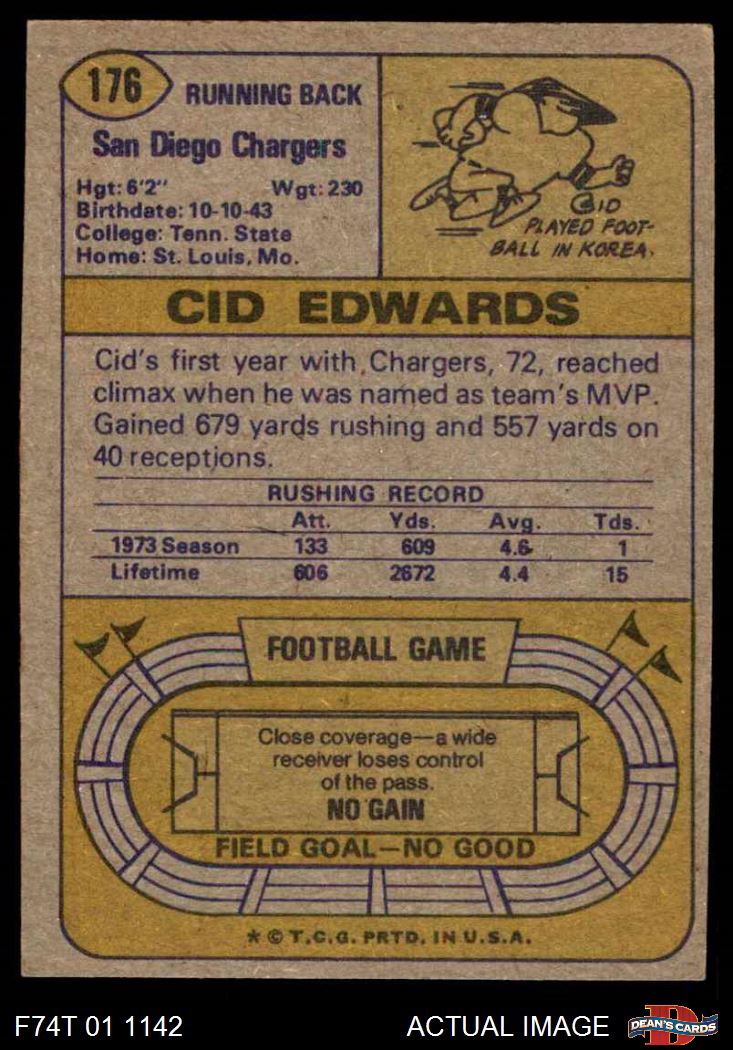 176
RUNNING BACK
San Diego Chargers
Hgt: 6'2" Wgt: 230
Birthdate: 10-10-43
College: Tenn. State
Home: St. Louis, Mo.
CID
PLAYED FOOT-
BALL IN KOREA.
CID EDWARDS
Cid's first year with Chargers, 72, reached
climax when he was named as team's MVP.
Gained 679 yards rushing and 557 yards on
40 receptions.
RUSHING RECORD
Att. Yds. Avg. Tds.
1973 Season 133 609 4.6 1
Lifetime 606 2672 4.4 15
FOOTBALL GAME
Close coverage—a wide
receiver loses control
of the pass.
NO GAIN
FIELD GOAL—NO GOOD
* © T.C.G. PRTD. IN U.S.A.
F74T 01 1142 ACTUAL IMAGE
D
DEAN'S CARDS